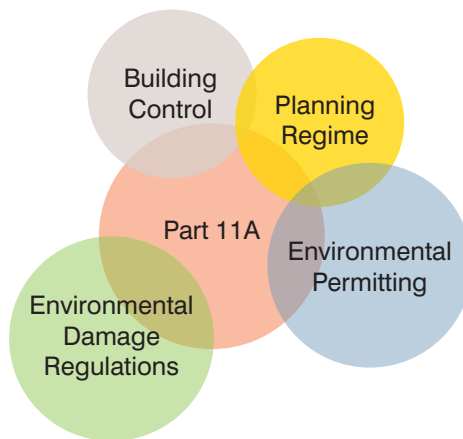 Building
Control
Planning
Regime
Part 11A
Environmental
Permitting
Environmental
Damage
Regulations